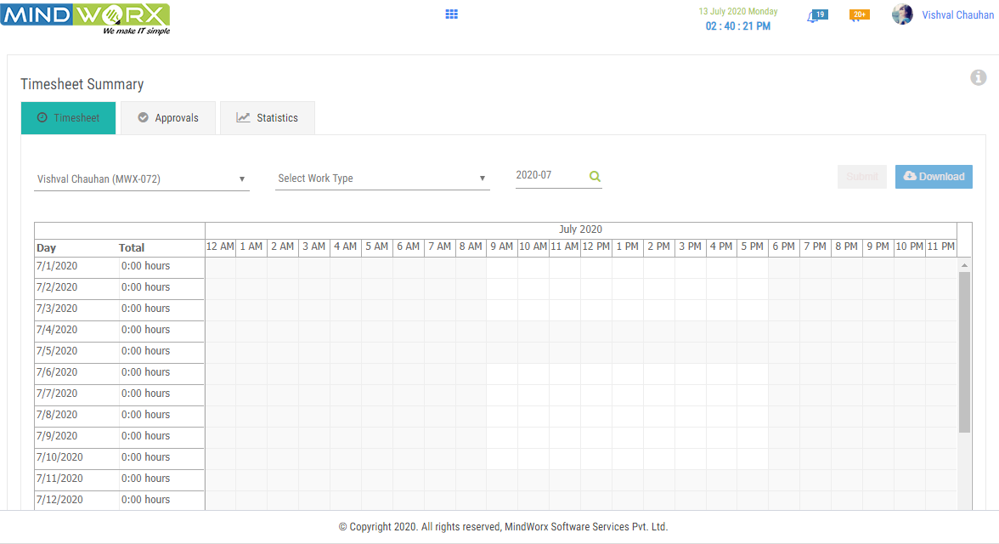 MINDWORX
We make IT simple
13 July 2020 Monday
02 : 40 : 21 PM
19
20+
Vishval Chauhan
Timesheet Summary
Timesheet
Approvals
Statistics
Vishval Chauhan (MWX-072)
Select Work Type
2020-07
Submit
Download
July 2020
Day Total 12 AM 1 AM 2 AM 3 AM 4 AM 5 AM 6 AM 7 AM 8 AM 9 AM 10 AM 11 AM 12 PM 1 PM 2 PM 3 PM 4 PM 5 PM 6 PM 7 PM 8 PM 9 PM 10 PM 11 PM
7/1/2020 0:00 hours
7/2/2020 0:00 hours
7/3/2020 0:00 hours
7/4/2020 0:00 hours
7/5/2020 0:00 hours
7/6/2020 0:00 hours
7/7/2020 0:00 hours
7/8/2020 0:00 hours
7/9/2020 0:00 hours
7/10/2020 0:00 hours
7/11/2020 0:00 hours
7/12/2020 0:00 hours
© Copyright 2020. All rights reserved, MindWorx Software Services Pvt. Ltd.